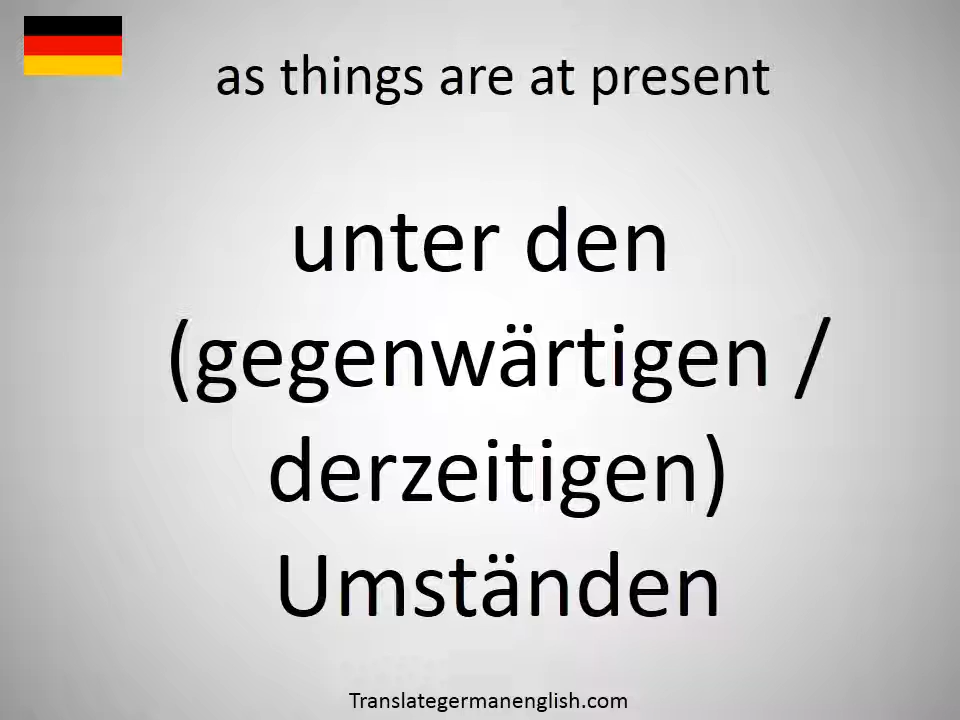 as things are at present
unter den
(gegenwärtigen /
derzeitigen)
Umständen
Translategermanenglish.com